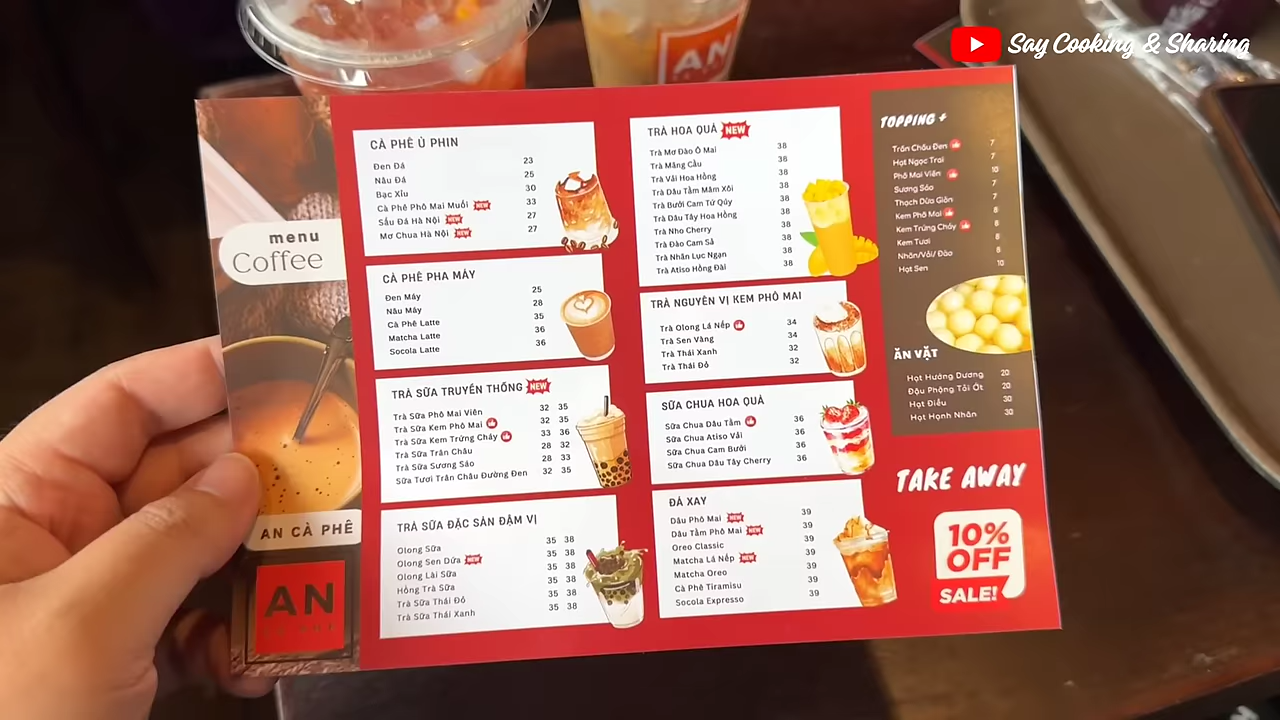 Say Cooking & Sharing
AN
menu
Coffee
AN CÀ PHÊ
AN
CÀ PHÊ Ủ PHIN
Đen Đá 23
Nâu Đá 25
Bạc Xỉu 30
Cà Phê Phô Mai Muối NEW 33
Sấu Đá Hà Nội NEW 27
Mơ Chua Hà Nội NEW 27
CÀ PHÊ PHA MÁY
Đen Máy 25
Nâu Máy 28
Cà Phê Latte 35
Matcha Latte 36
Socola Latte 36
TRÀ SỮA TRUYỀN THỐNG NEW
Trà Sữa Phô Mai Viên 32 35
Trà Sữa Kem Phô Mai 32 35
Trà Sữa Kem Trứng Cháy 33 36
Trà Sữa Trân Châu 28 32
Trà Sữa Sương Sáo 28 33
Sữa Tươi Trân Châu Đường Đen 32 35
TRÀ SỮA ĐẶC SẢN ĐẬM VỊ
Olong Sữa 35 38
Olong Sen Dứa NEW 35 38
Olong Lài Sữa 35 38
Hồng Trà Sữa 35 38
Trà Sữa Thái Đỏ 35 38
Trà Sữa Thái Xanh 35 38
TRÀ HOA QUẢ NEW
Trà Mơ Đào Ô Mai 38
Trà Mãng Cầu 38
Trà Vải Hoa Hồng 38
Trà Dâu Tằm Mâm Xôi 38
Trà Bưởi Cam Tứ Qúy 38
Trà Dâu Tây Hoa Hồng 38
Trà Nho Cherry 38
Trà Đào Cam Sả 38
Trà Nhãn Lục Ngạn 38
Trà Atiso Hồng Đài 38
TRÀ NGUYÊN VỊ KEM PHÔ MAI
Trà Olong Lá Nếp 34
Trà Sen Vàng 34
Trà Thái Xanh 32
Trà Thái Đỏ 32
SỮA CHUA HOA QUẢ
Sữa Chua Dâu Tằm 36
Sữa Chua Atiso Vải 36
Sữa Chua Cam Bưởi 36
Sữa Chua Dâu Tây Cherry 36
ĐÁ XAY
Dâu Phô Mai NEW 39
Dâu Tằm Phô Mai NEW 39
Oreo Classic 39
Matcha Lá Nếp NEW 39
Matcha Oreo 39
Cà Phê Tiramisu 39
Socola Expresso 39
TOPPING +
Trân Châu Đen 7
Hạt Ngọc Trai 7
Phô Mai Viên 10
Sương Sáo 7
Thạch Dừa Giòn 7
Kem Phô Mai 8
Kem Trứng Cháy 8
Kem Tươi 8
Nhãn/Vải/ Đào 8
Hạt Sen 10
ĂN VẶT
Hạt Hướng Dương 20
Đậu Phộng Tỏi Ớt 20
Hạt Điều 30
Hạt Hạnh Nhân 30
TAKE AWAY
10%
OFF
SALE!